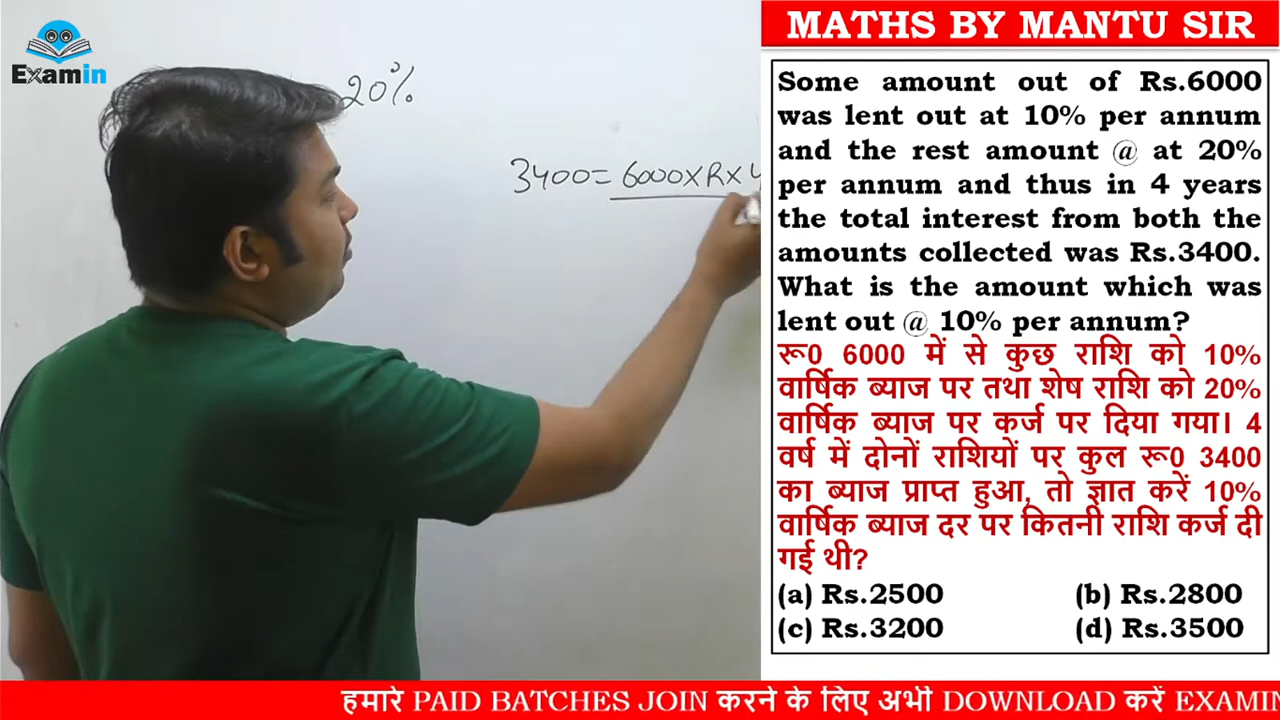 Examin
MATHS BY MANTU SIR
20%
3400=6000×R×4
Some amount out of Rs.6000
was lent out at 10% per annum
and the rest amount @ at 20%
per annum and thus in 4 years
the total interest from both the
amounts collected was Rs.3400.
What is the amount which was
lent out @ 10% per annum?
रू0 6000 में से कुछ राशि को 10%
वार्षिक ब्याज पर तथा शेष राशि को 20%
वार्षिक ब्याज पर कर्ज पर दिया गया। 4
वर्ष में दोनों राशियों पर कुल रू0 3400
का ब्याज प्राप्त हुआ, तो ज्ञात करें 10%
वार्षिक ब्याज दर पर कितनी राशि कर्ज दी
गई थी?
(a) Rs.2500 (b) Rs.2800
(c) Rs.3200 (d) Rs.3500
हमारे PAID BATCHES JOIN करने के लिए अभी DOWNLOAD करें EXAMIN